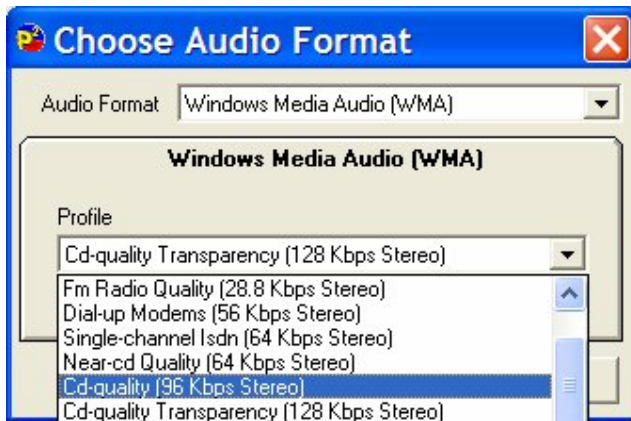 Choose Audio Format
Audio Format Windows Media Audio (WMA)
Windows Media Audio (WMA)
Profile
Cd-quality Transparency (128 Kbps Stereo)
Fm Radio Quality (28.8 Kbps Stereo)
Dial-up Modems (56 Kbps Stereo)
Single-channel Isdn (64 Kbps Stereo)
Near-cd Quality (64 Kbps Stereo)
Cd-quality (96 Kbps Stereo)
Cd-quality Transparency (128 Kbps Stereo)